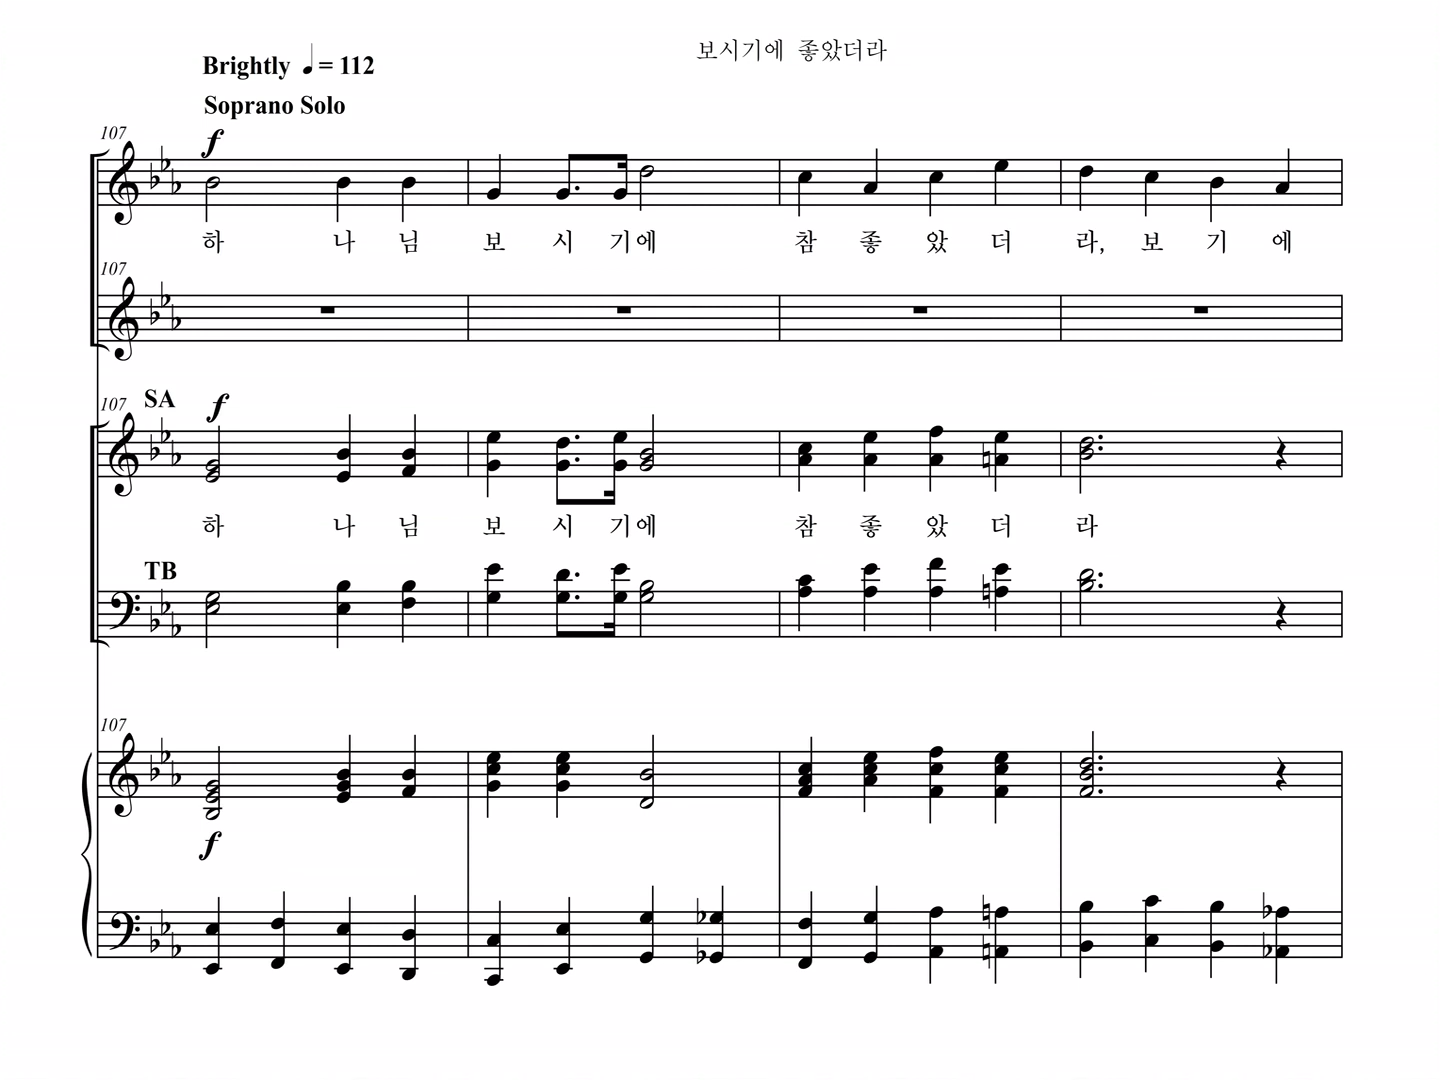 보시기에 좋았더라
Brightly ♩ = 112
Soprano Solo
107
f
하 나 님 보 시 기 에 참 좋 았 더 라, 보 기 에
107
107 SA f
하 나 님 보 시 기 에 참 좋 았 더 라
TB
107
f